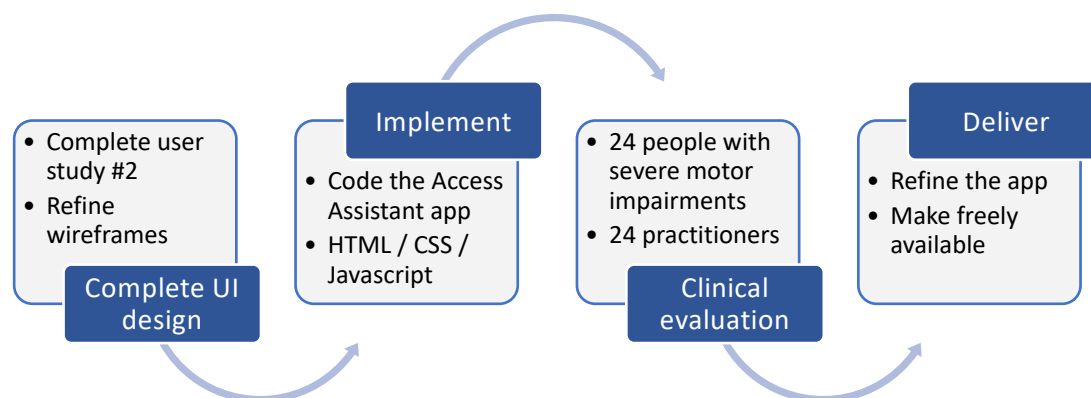 • Complete user
study #2
• Refine
wireframes
Complete UI
design
Implement
• Code the Access
Assistant app
• HTML / CSS /
Javascript
• 24 people with
severe motor
impairments
• 24 practitioners
Clinical
evaluation
Deliver
• Refine the app
• Make freely
available